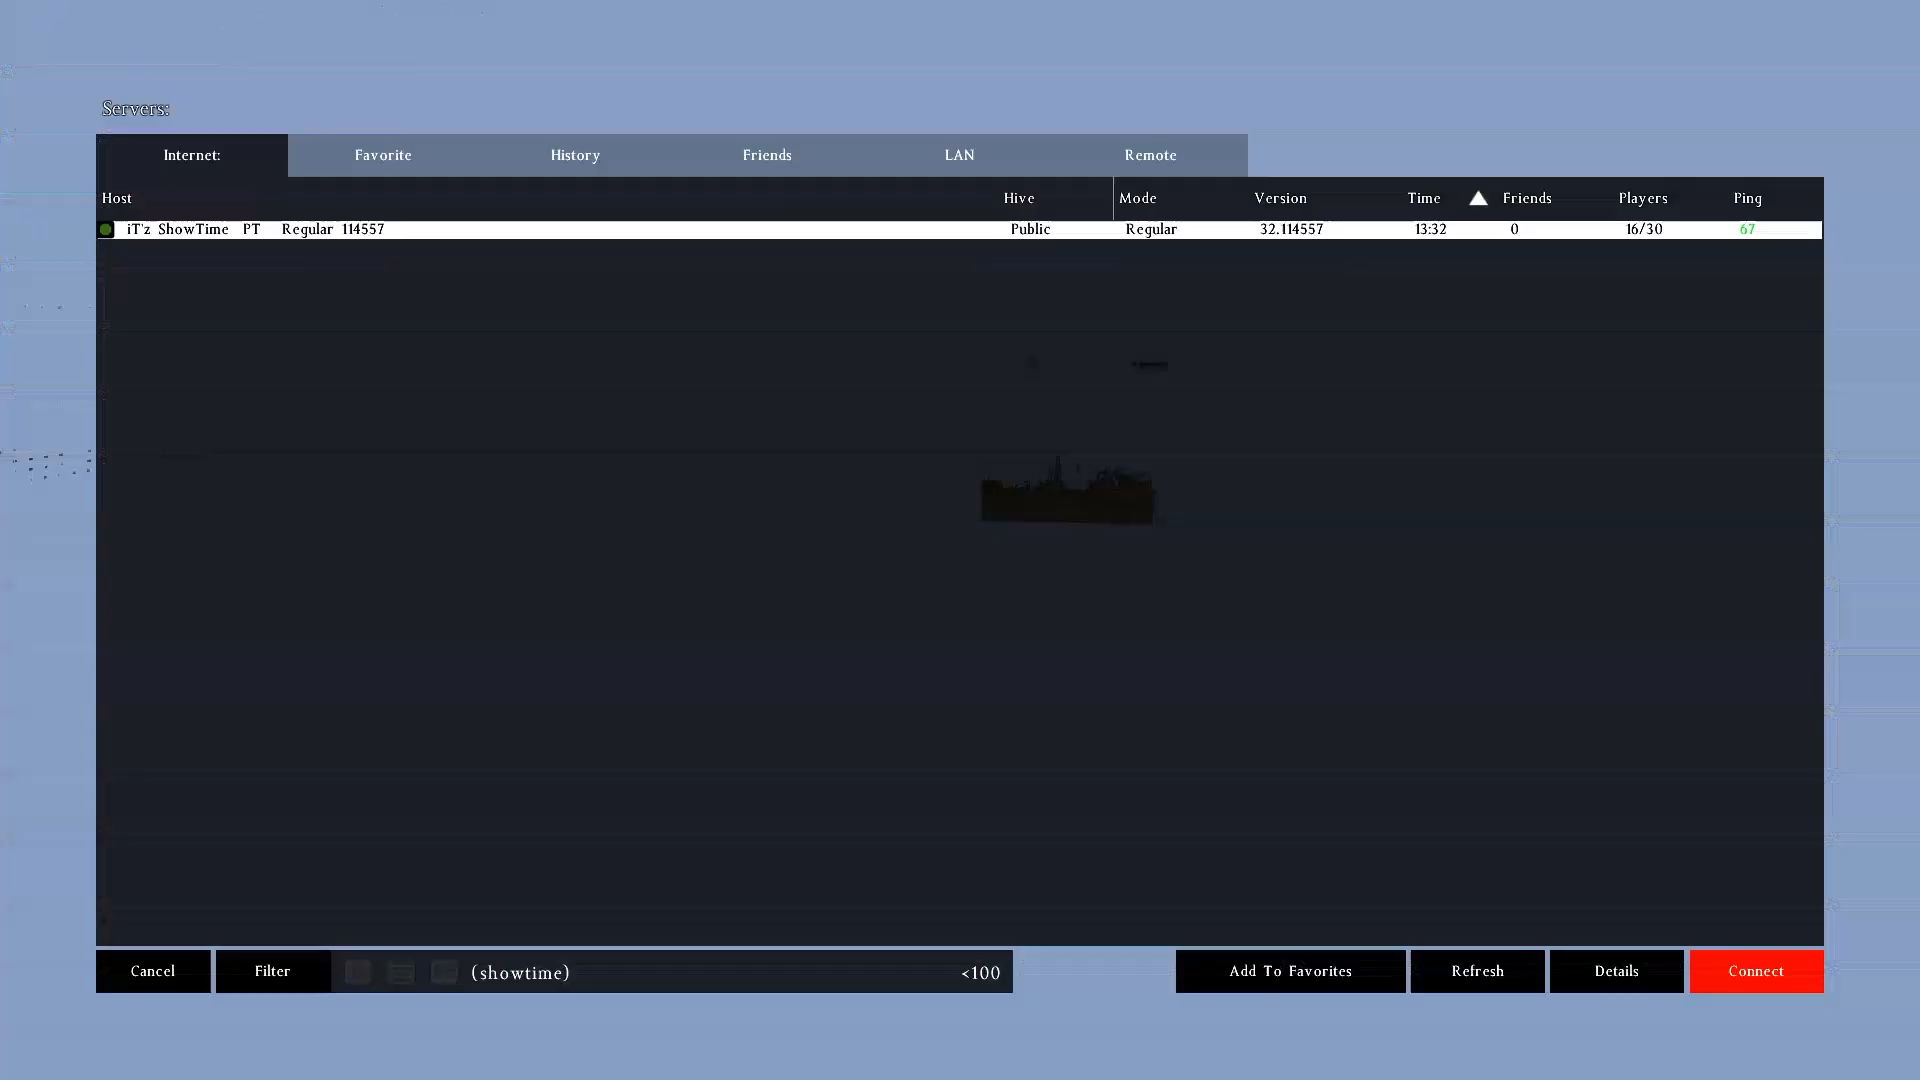 Servers:
Internet: Favorite History Friends LAN Remote
Host Hive Mode Version Time Friends Players Ping
iT'z ShowTime PT Regular 114557 Public Regular 32.114557 13:32 0 16/30 67
Cancel Filter (showtime) <100 Add To Favorites Refresh Details Connect